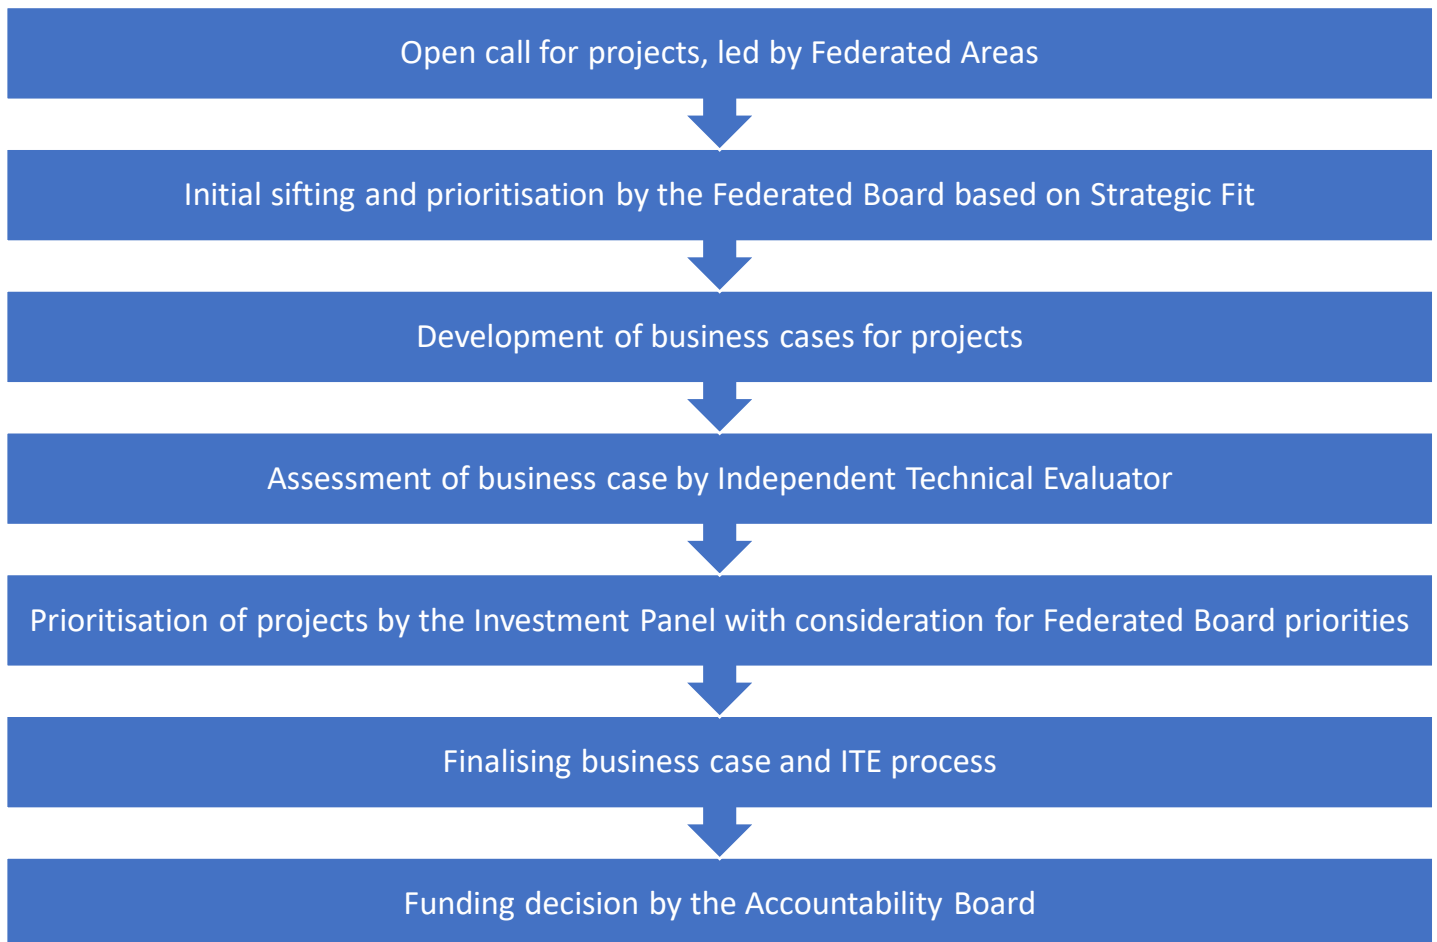 Open call for projects, led by Federated Areas
Initial sifting and prioritisation by the Federated Board based on Strategic Fit
Development of business cases for projects
Assessment of business case by Independent Technical Evaluator
Prioritisation of projects by the Investment Panel with consideration for Federated Board priorities
Finalising business case and ITE process
Funding decision by the Accountability Board